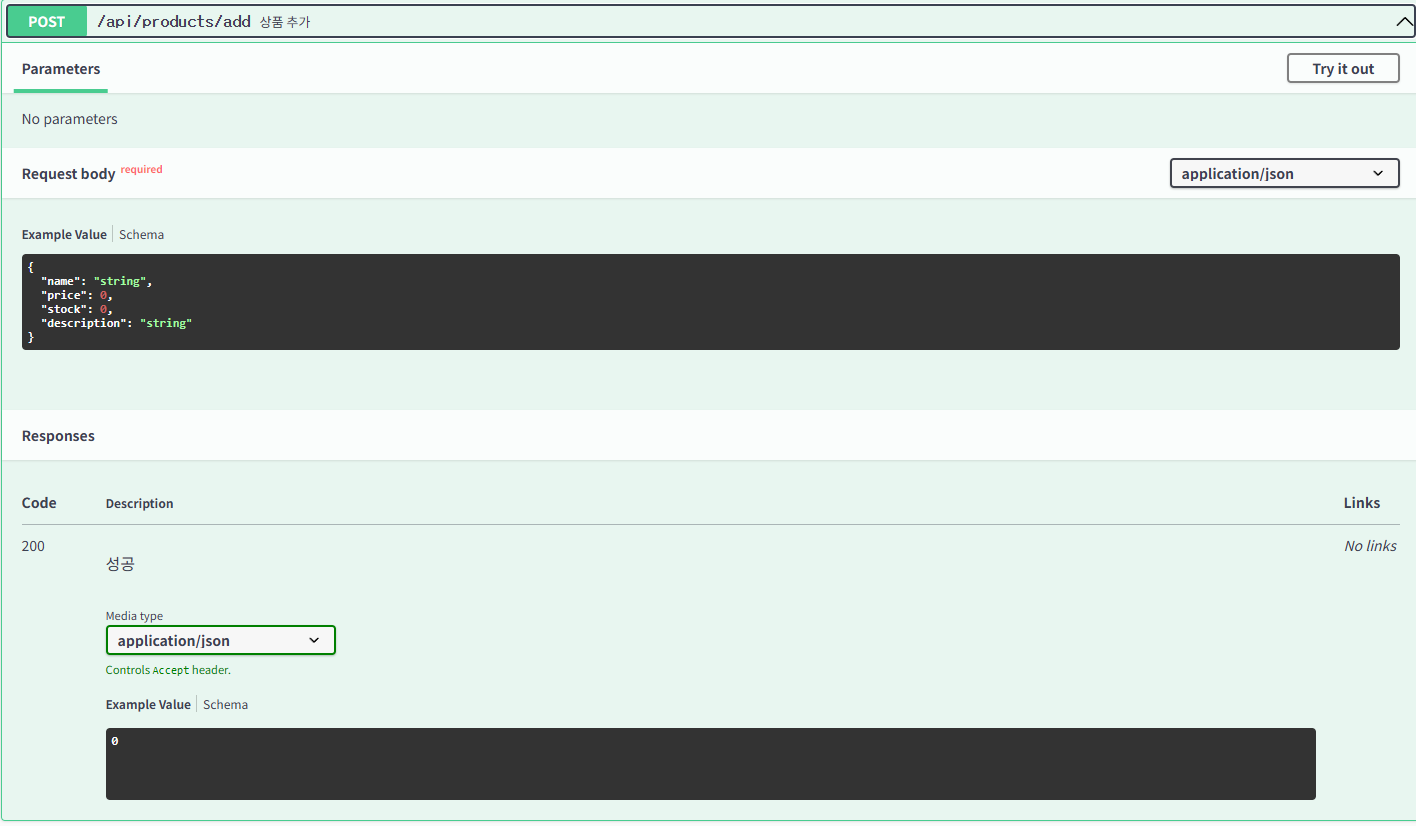 POST /api/products/add 상품 추가
Parameters Try it out
No parameters
Request body required application/json
Example Value Schema
{
  "name": "string",
  "price": 0,
  "stock": 0,
  "description": "string"
}
Responses
Code Description Links
200 성공 No links
Media type
application/json
Controls Accept header.
Example Value Schema
0